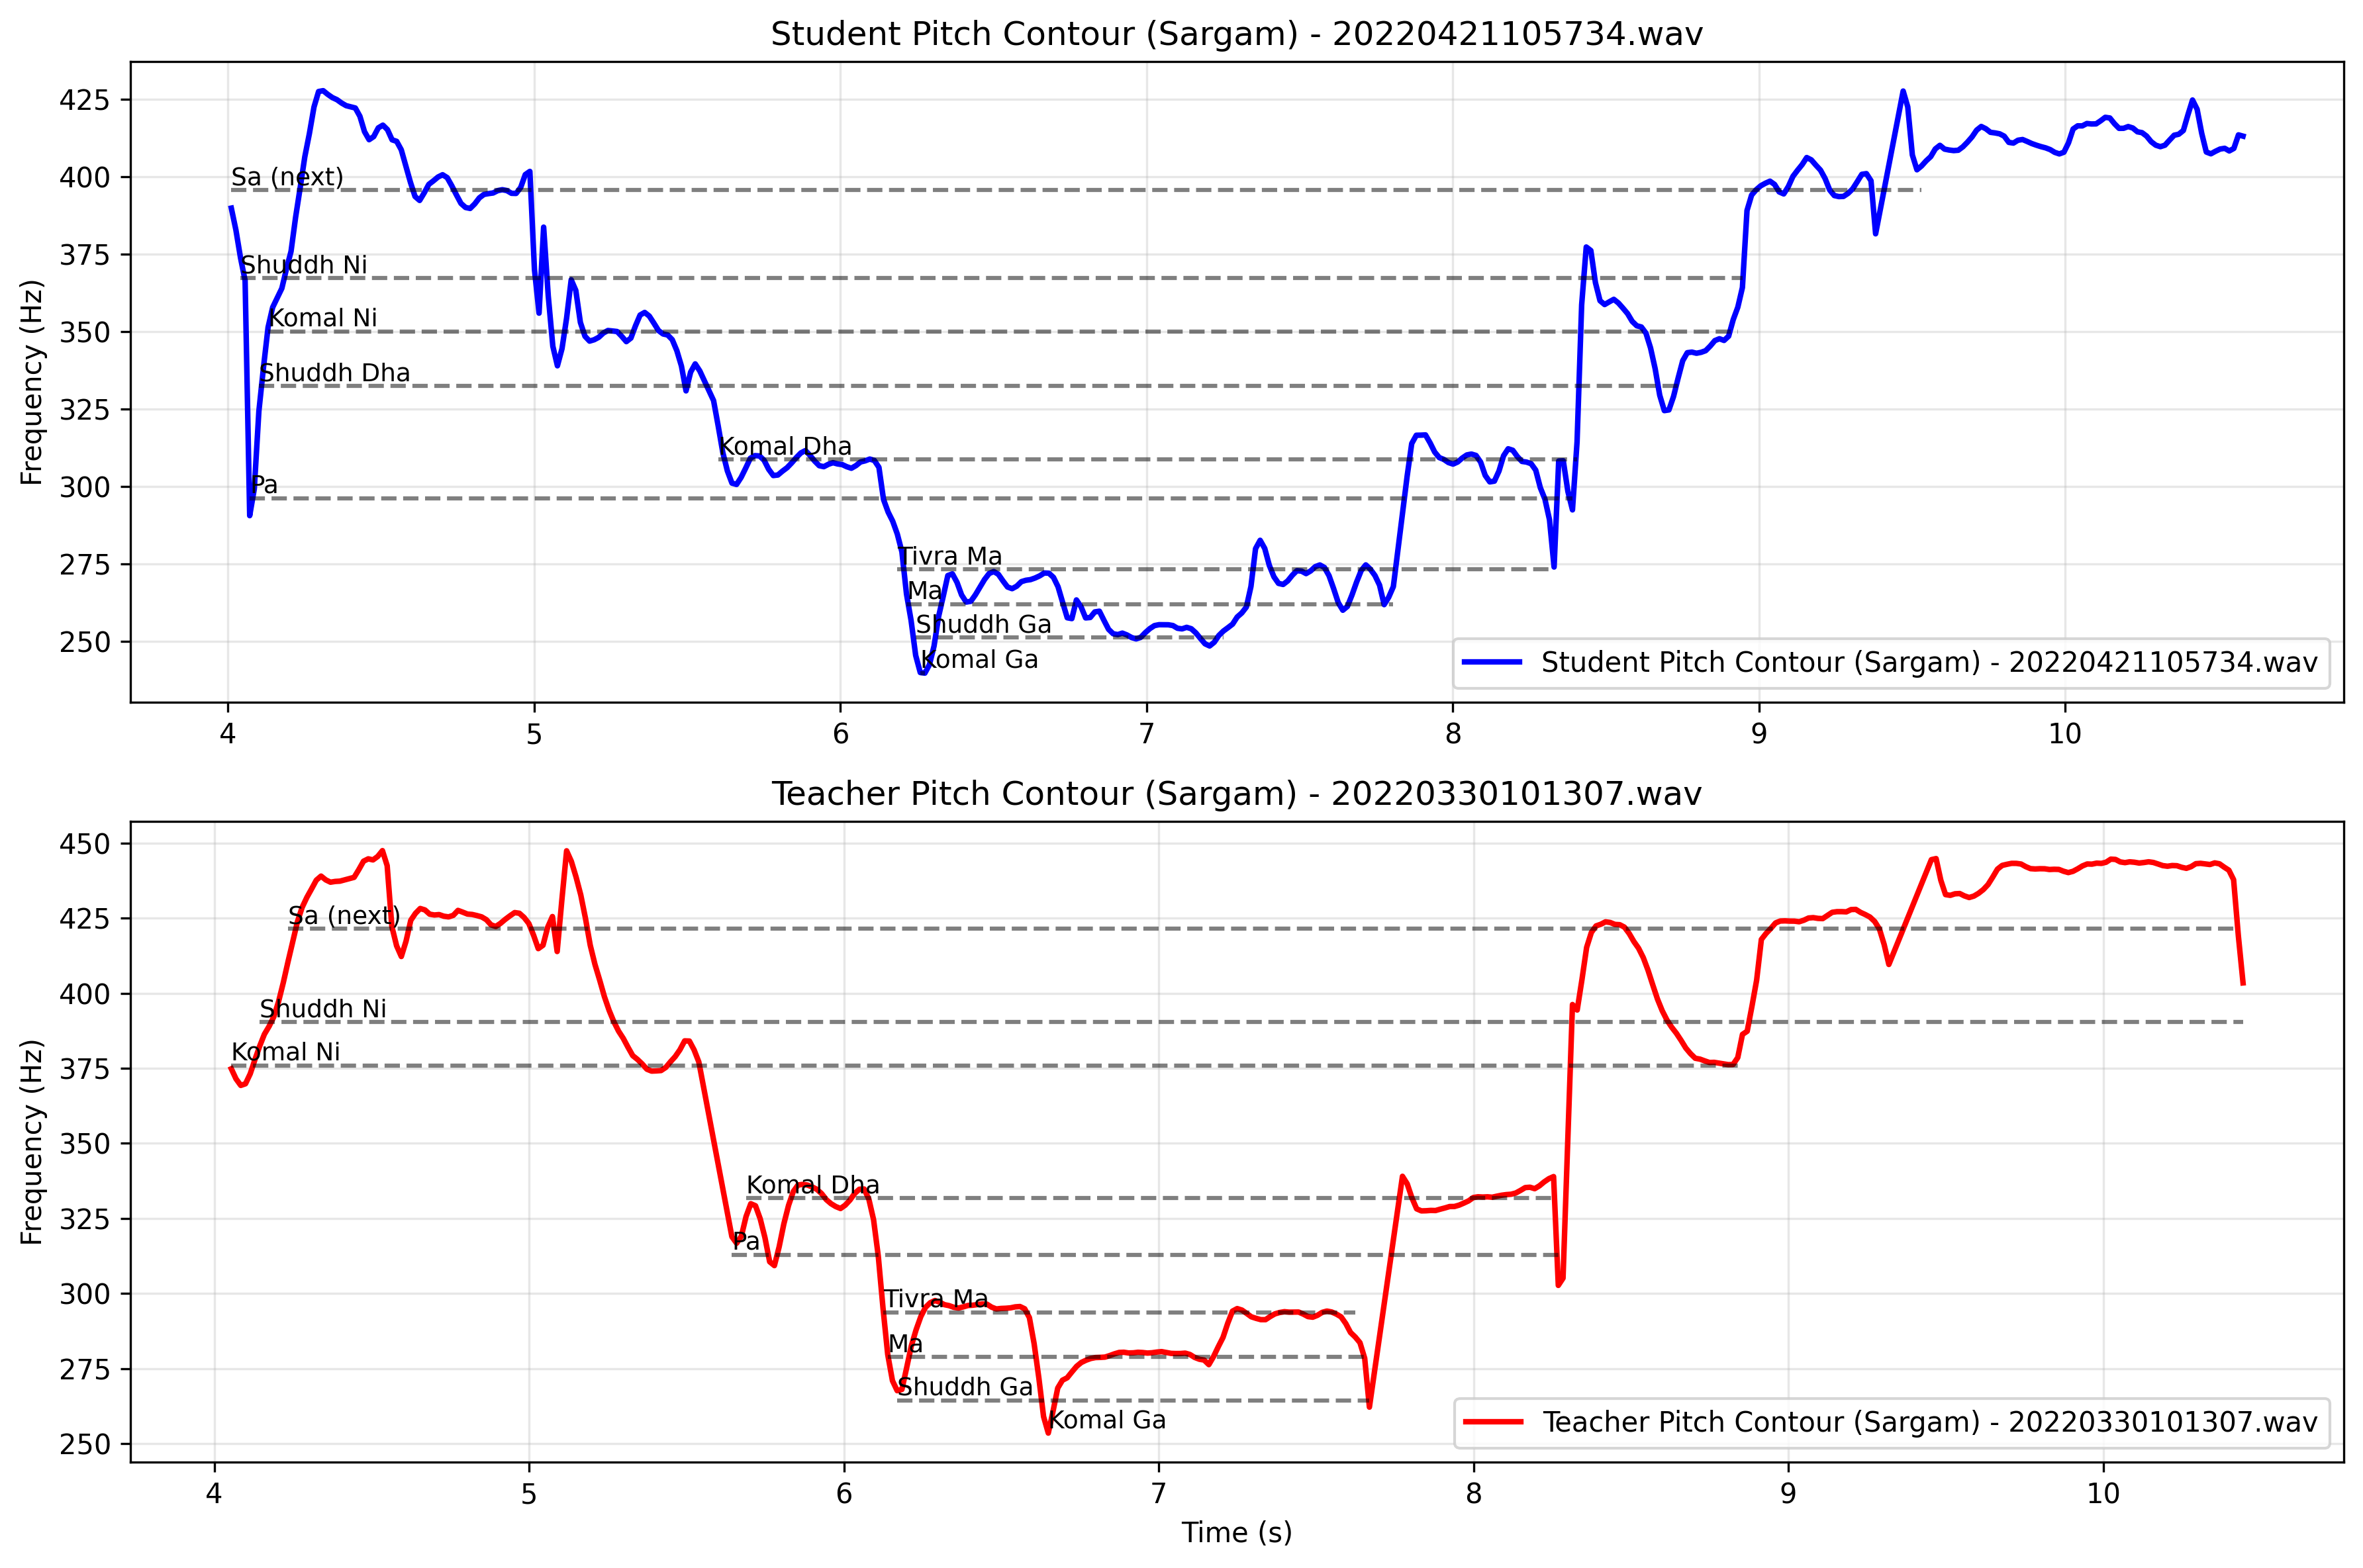 Student Pitch Contour (Sargam) - 20220421105734.wav
Frequency (Hz)
425
400
375
350
325
300
275
250
Sa (next)
Shuddh Ni
Komal Ni
Shuddh Dha
Komal Dha
Pa
Tivra Ma
Ma
Shuddh Ga
Komal Ga
Student Pitch Contour (Sargam) - 20220421105734.wav
4 5 6 7 8 9 10
Teacher Pitch Contour (Sargam) - 20220330101307.wav
Frequency (Hz)
450
425
400
375
350
325
300
275
250
Sa (next)
Shuddh Ni
Komal Ni
Komal Dha
Pa
Tivra Ma
Ma
Shuddh Ga
Komal Ga
Teacher Pitch Contour (Sargam) - 20220330101307.wav
4 5 6 7 8 9 10
Time (s)